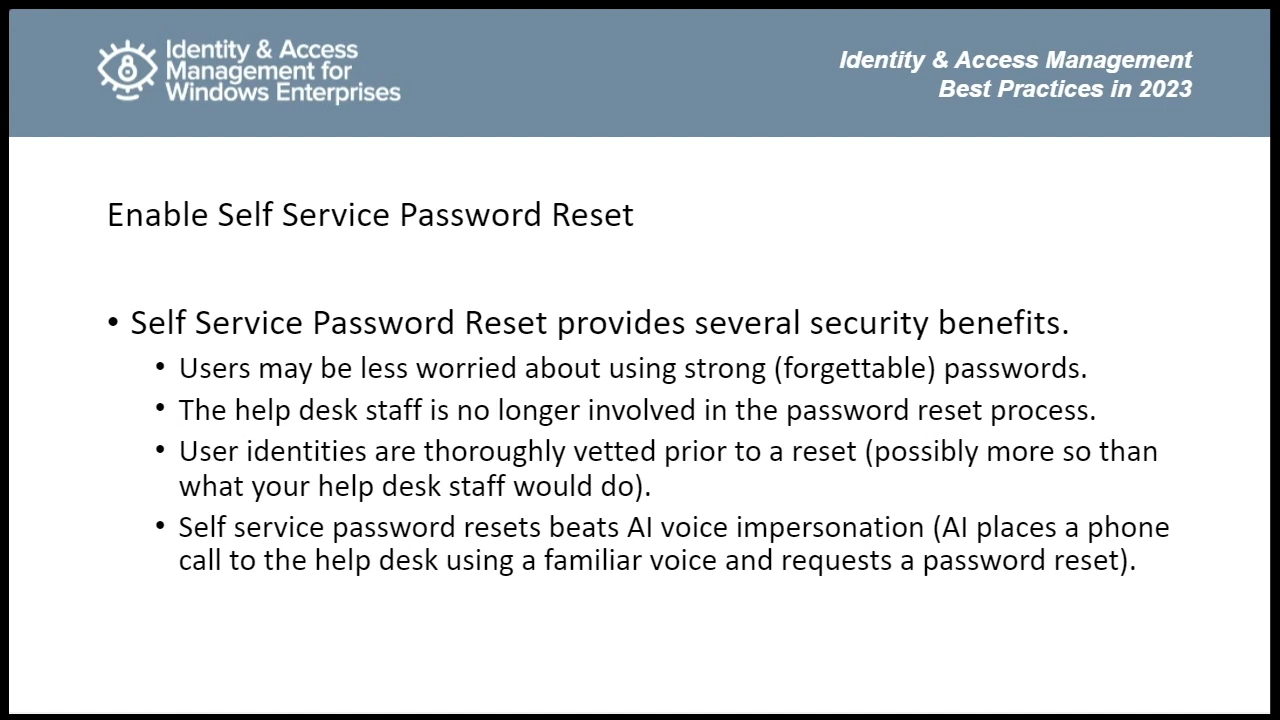 Identity & Access
Management for
Windows Enterprises
Identity & Access Management
Best Practices in 2023
Enable Self Service Password Reset
• Self Service Password Reset provides several security benefits.
• Users may be less worried about using strong (forgettable) passwords.
• The help desk staff is no longer involved in the password reset process.
• User identities are thoroughly vetted prior to a reset (possibly more so than
what your help desk staff would do).
• Self service password resets beats AI voice impersonation (AI places a phone
call to the help desk using a familiar voice and requests a password reset).